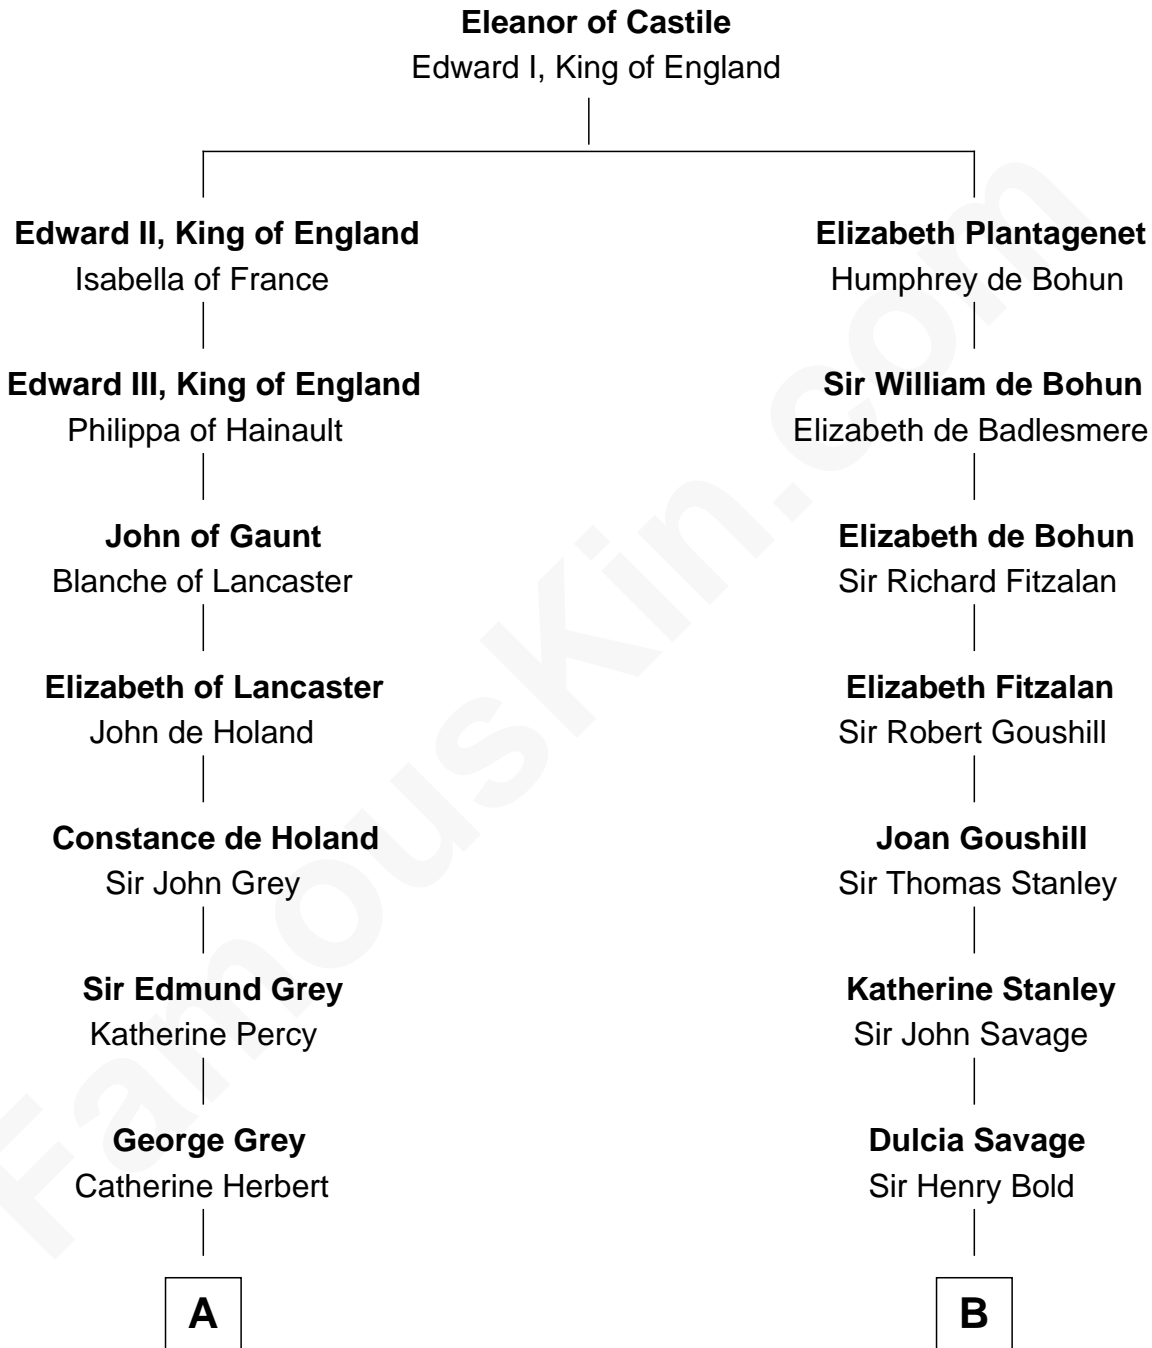 Eleanor of Castile
Edward I, King of England
Edward II, King of England
Isabella of France
Edward III, King of England
Philippa of Hainault
John of Gaunt
Blanche of Lancaster
Elizabeth of Lancaster
John de Holand
Constance de Holand
Sir John Grey
Sir Edmund Grey
Katherine Percy
George Grey
Catherine Herbert
A
Elizabeth Plantagenet
Humphrey de Bohun
Sir William de Bohun
Elizabeth de Badlesmere
Elizabeth de Bohun
Sir Richard Fitzalan
Elizabeth Fitzalan
Sir Robert Goushill
Joan Goushill
Sir Thomas Stanley
Katherine Stanley
Sir John Savage
Dulcia Savage
Sir Henry Bold
B
FamousKin.com